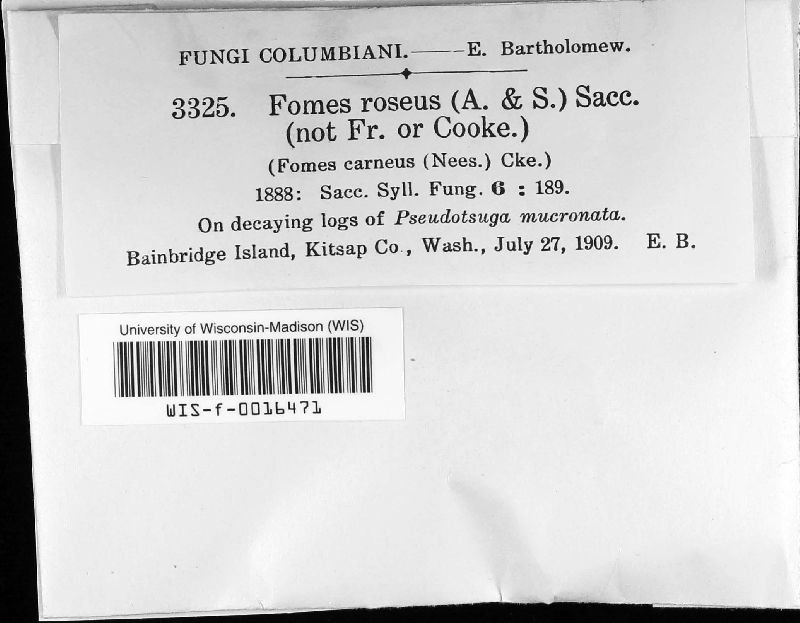 FUNGI COLUMBIANI.——E. Bartholomew.
3325. Fomes roseus (A. & S.) Sacc.
(not Fr. or Cooke.)
(Fomes carneus (Nees.) Cke.)
1888: Sacc. Syll. Fung. 6 : 189.
On decaying logs of Pseudotsuga mucronata.
Bainbridge Island, Kitsap Co., Wash., July 27, 1909. E. B.
University of Wisconsin-Madison (WIS)
WIS-f-0016471